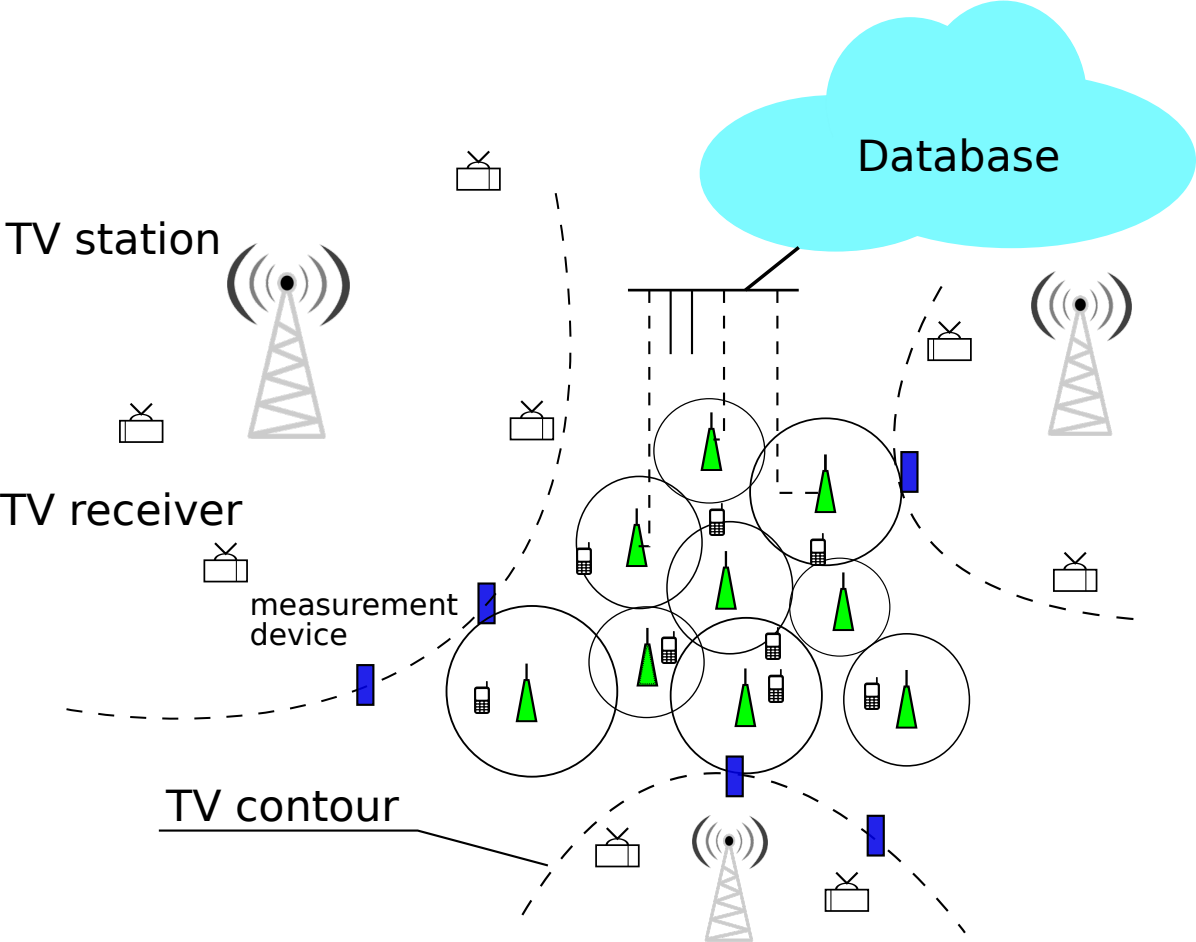 Database
TV station
TV receiver
measurement
device
TV contour